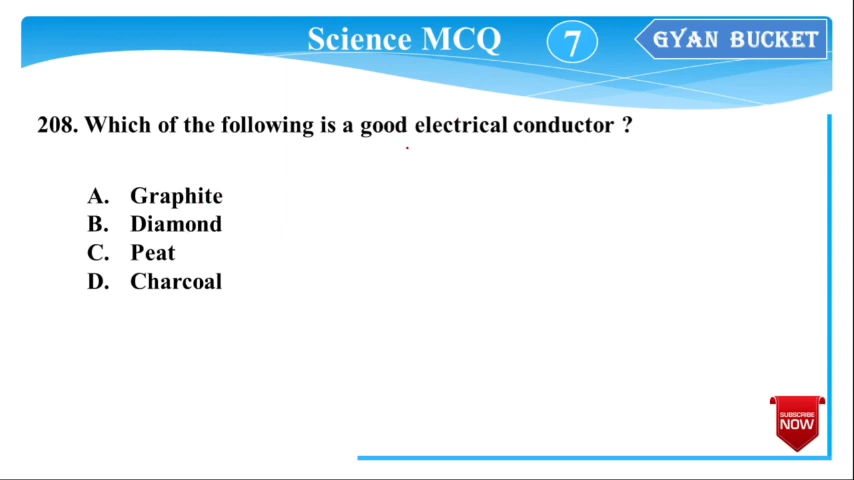 Science MCQ 7 GYAN BUCKET
208. Which of the following is a good electrical conductor ?
A. Graphite
B. Diamond
C. Peat
D. Charcoal
SUBSCRIBE
NOW